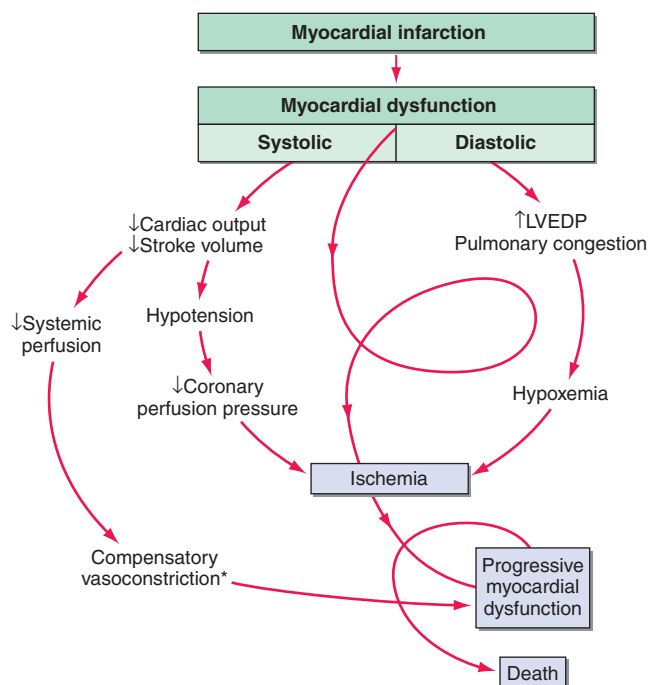 Myocardial infarction
Myocardial dysfunction
Systolic
Diastolic
↓Cardiac output
↓Stroke volume
↑LVEDP
Pulmonary congestion
↓Systemic
perfusion
Hypotension
↓Coronary
perfusion pressure
Hypoxemia
Ischemia
Compensatory
vasoconstriction*
Progressive
myocardial
dysfunction
Death